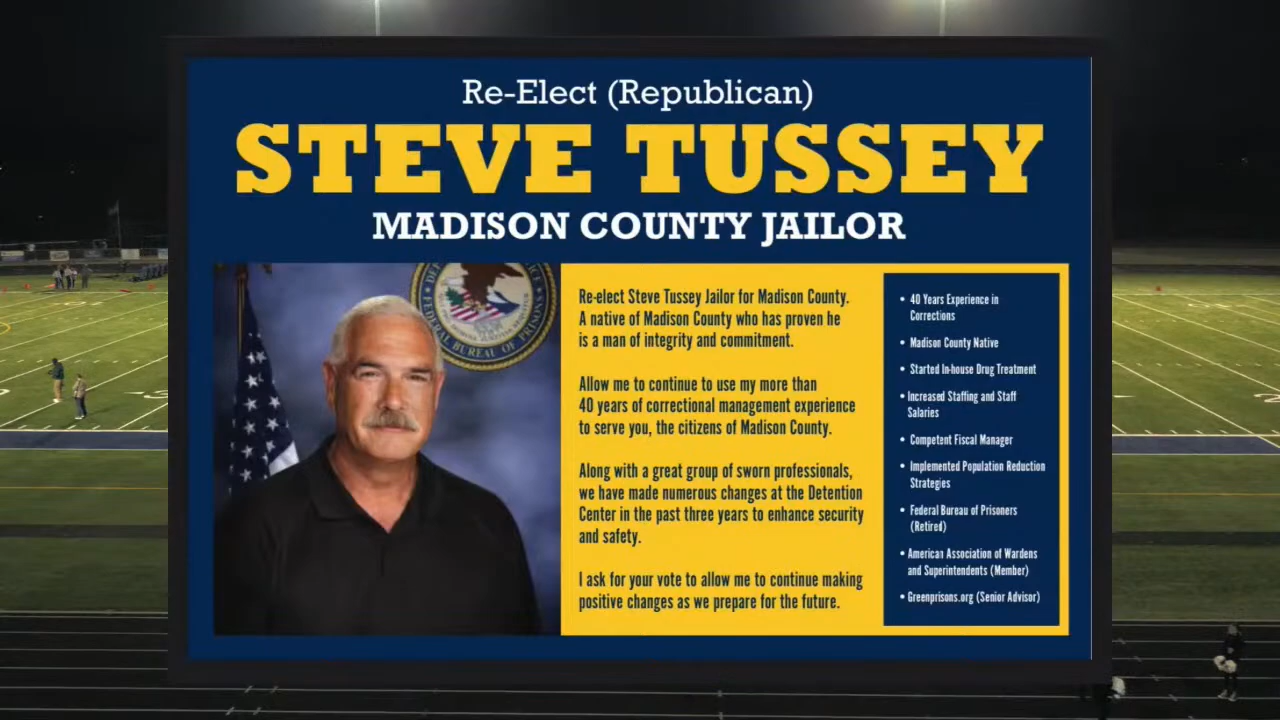 Re-Elect (Republican)
STEVE TUSSEY
MADISON COUNTY JAILOR
FEDERAL BUREAU OF PRISONS
Re-elect Steve Tussey Jailor for Madison County.
A native of Madison County who has proven he
is a man of integrity and commitment.
Allow me to continue to use my more than
40 years of correctional management experience
to serve you, the citizens of Madison County.
Along with a great group of sworn professionals,
we have made numerous changes at the Detention
Center in the past three years to enhance security
and safety.
I ask for your vote to allow me to continue making
positive changes as we prepare for the future.
• 40 Years Experience in
Corrections
• Madison County Native
• Started In-house Drug Treatment
• Increased Staffing and Staff
Salaries
• Competent Fiscal Manager
• Implemented Population Reduction
Strategies
• Federal Bureau of Prisoners
(Retired)
• American Association of Wardens
and Superintendents (Member)
• Greenprisons.org (Senior Advisor)